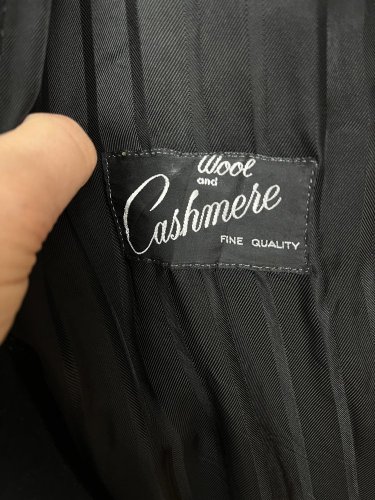 Wool
and
Cashmere
FINE QUALITY